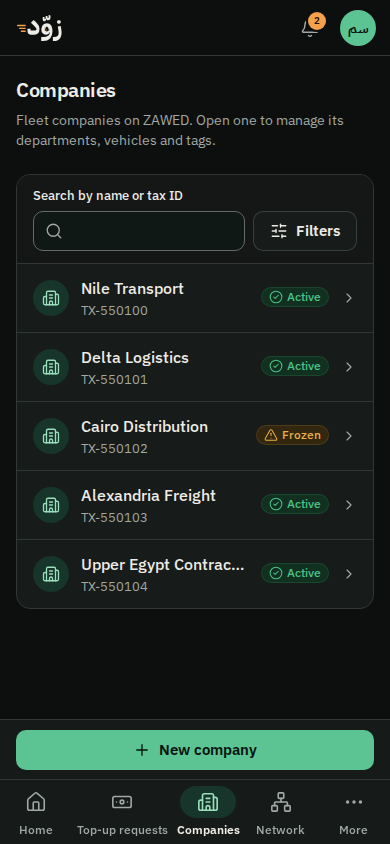 زوّد
2
سم
Companies
Fleet companies on ZAWED. Open one to manage its
departments, vehicles and tags.
Search by name or tax ID
Filters
Nile Transport
TX-550100
Active
Delta Logistics
TX-550101
Active
Cairo Distribution
TX-550102
Frozen
Alexandria Freight
TX-550103
Active
Upper Egypt Contrac...
TX-550104
Active
New company
Home
Top-up requests
Companies
Network
More